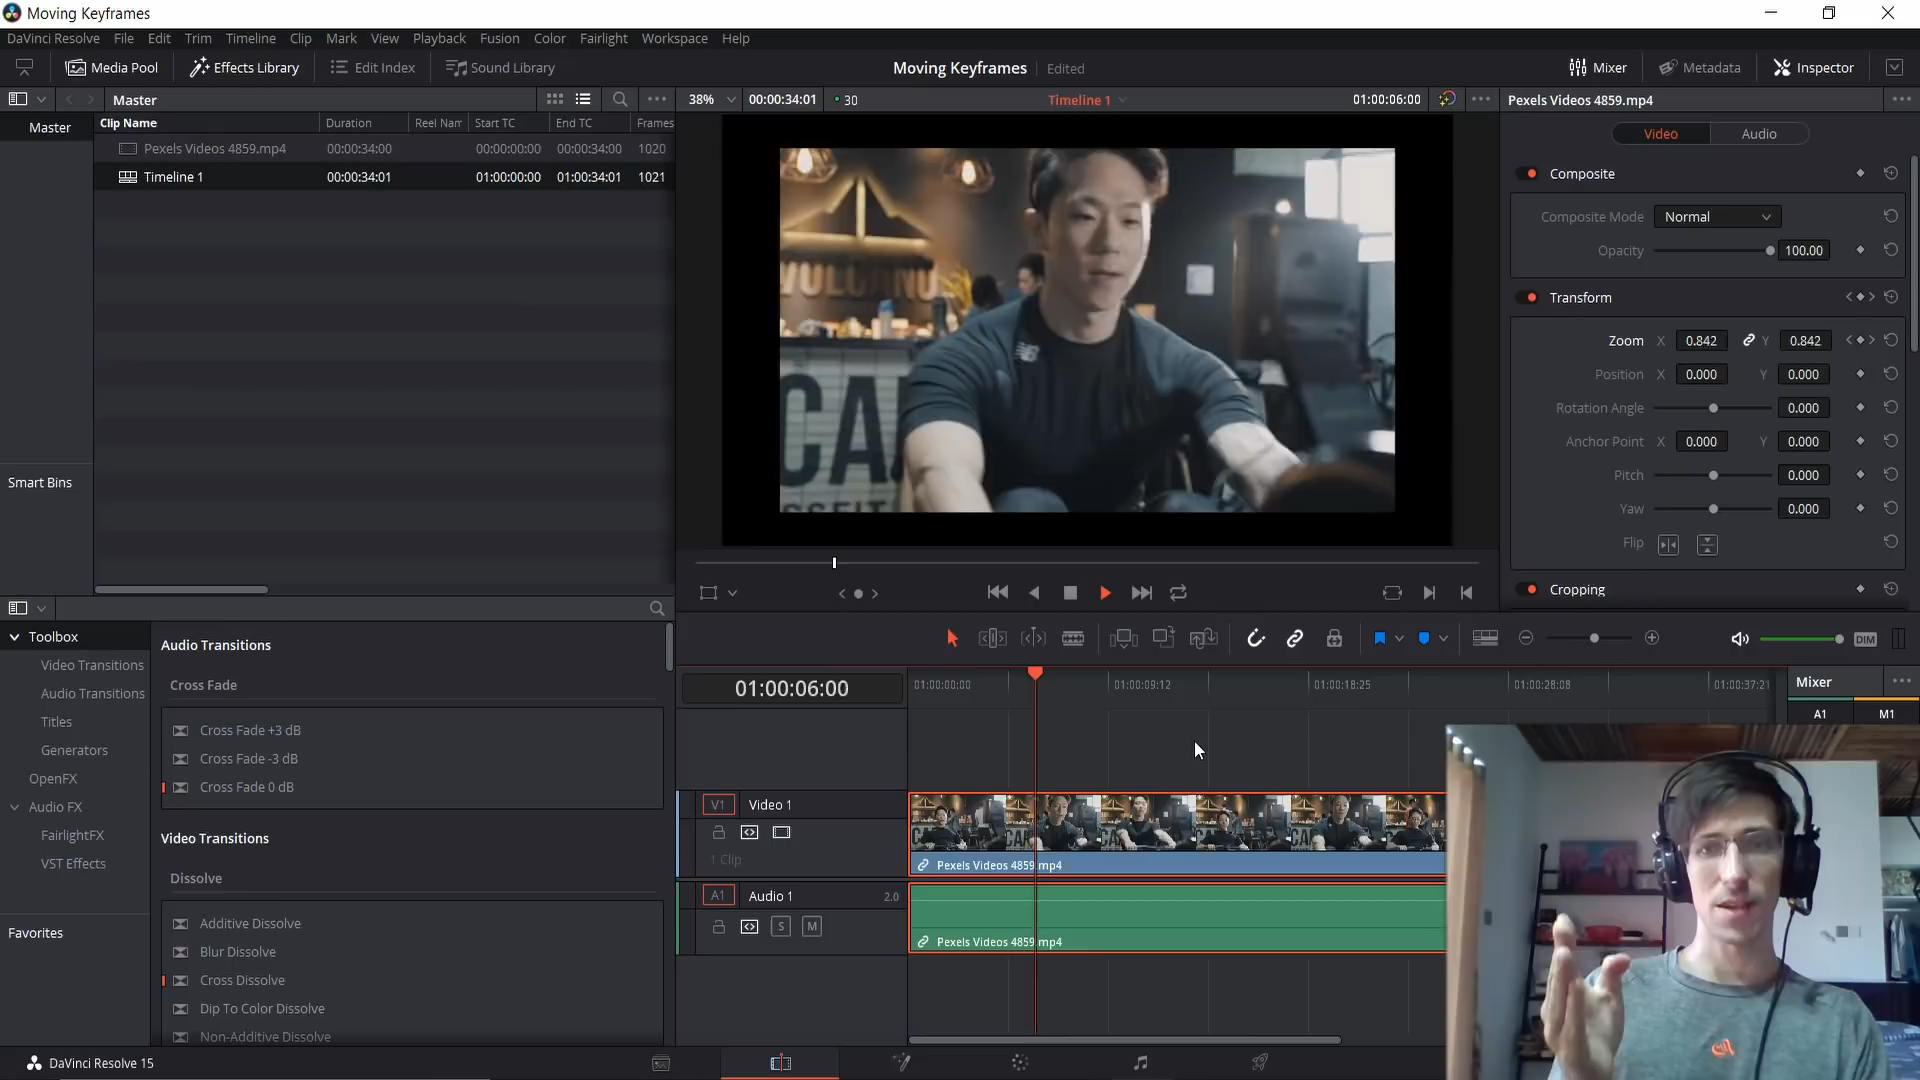 Moving Keyframes
DaVinci Resolve File Edit Trim Timeline Clip Mark View Playback Fusion Color Fairlight Workspace Help
Media Pool Effects Library Edit Index Sound Library Moving Keyframes Edited Mixer Metadata Inspector
Master 38% 00:00:34:01 30 Timeline 1 01:00:06:00 Pexels Videos 4859.mp4
Master Clip Name Duration Reel Nam Start TC End TC Frames
Pexels Videos 4859.mp4 00:00:34:00 00:00:00:00 00:00:34:00 1020
Timeline 1 00:00:34:01 01:00:00:00 01:00:34:01 1021
Video Audio
Composite
Composite Mode Normal
Opacity 100.00
Transform
Zoom X 0.842 Y 0.842
Position X 0.000 Y 0.000
Rotation Angle 0.000
Anchor Point X 0.000 Y 0.000
Pitch 0.000
Yaw 0.000
Flip
Cropping
Smart Bins
Toolbox
Video Transitions
Audio Transitions
Titles
Generators
OpenFX
Audio FX
FairlightFX
VST Effects
Favorites
Audio Transitions
Cross Fade
Cross Fade +3 dB
Cross Fade -3 dB
Cross Fade 0 dB
Video Transitions
Dissolve
Additive Dissolve
Blur Dissolve
Cross Dissolve
Dip To Color Dissolve
Non-Additive Dissolve
DIM
01:00:06:00 01:00:00:00 01:00:09:12 01:00:18:25 01:00:28:08 01:00:37:21
Mixer
A1 M1
V1 Video 1
1 Clip
Pexels Videos 4859.mp4
A1 Audio 1 2.0
S M
Pexels Videos 4859.mp4
DaVinci Resolve 15